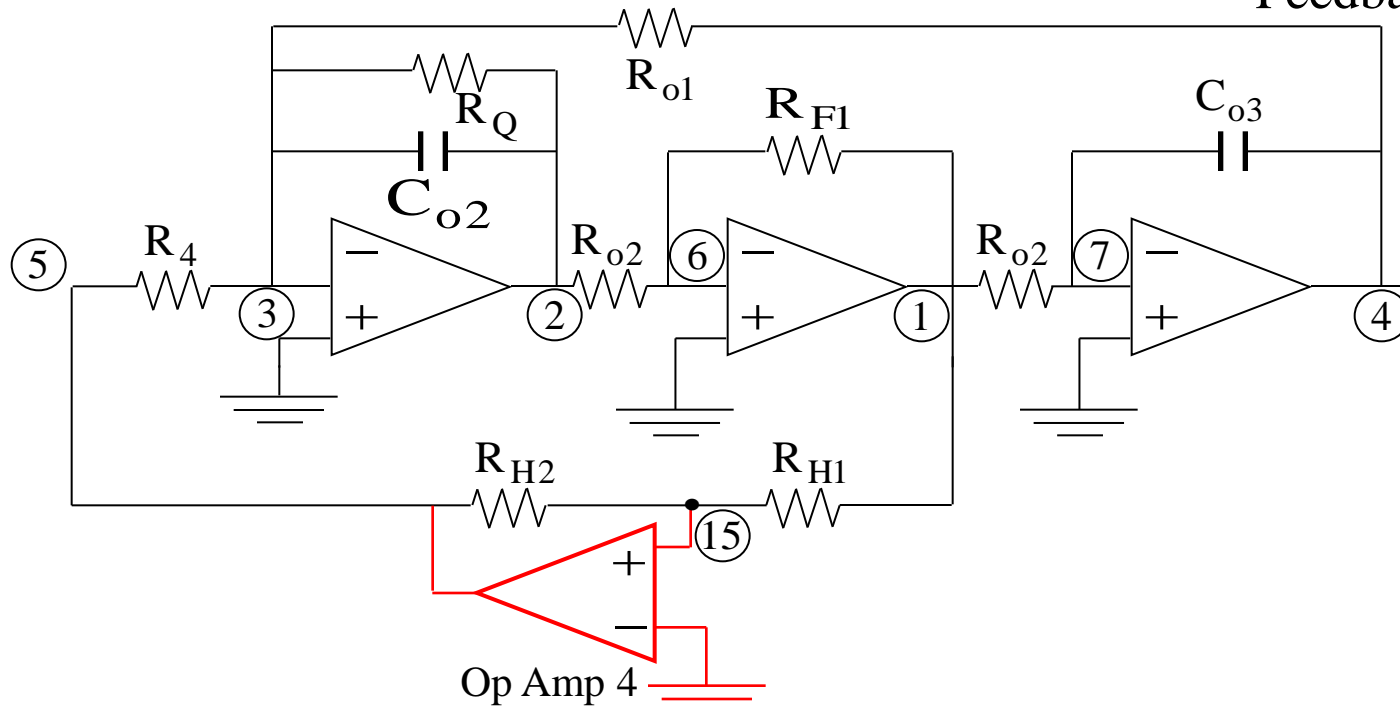 R o1
R Q
R F1
C o3
C o2
R 4
R o2
R o2
5
3
2
6
1
7
4
− + − + − +
R H2
R H1
15
+
−
Op Amp 4